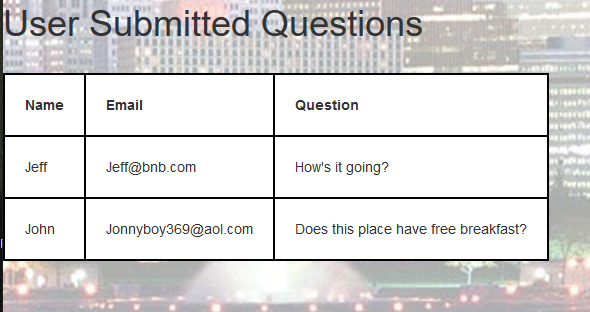 User Submitted Questions
Name Email Question
Jeff Jeff@bnb.com How's it going?
John Jonnyboy369@aol.com Does this place have free breakfast?